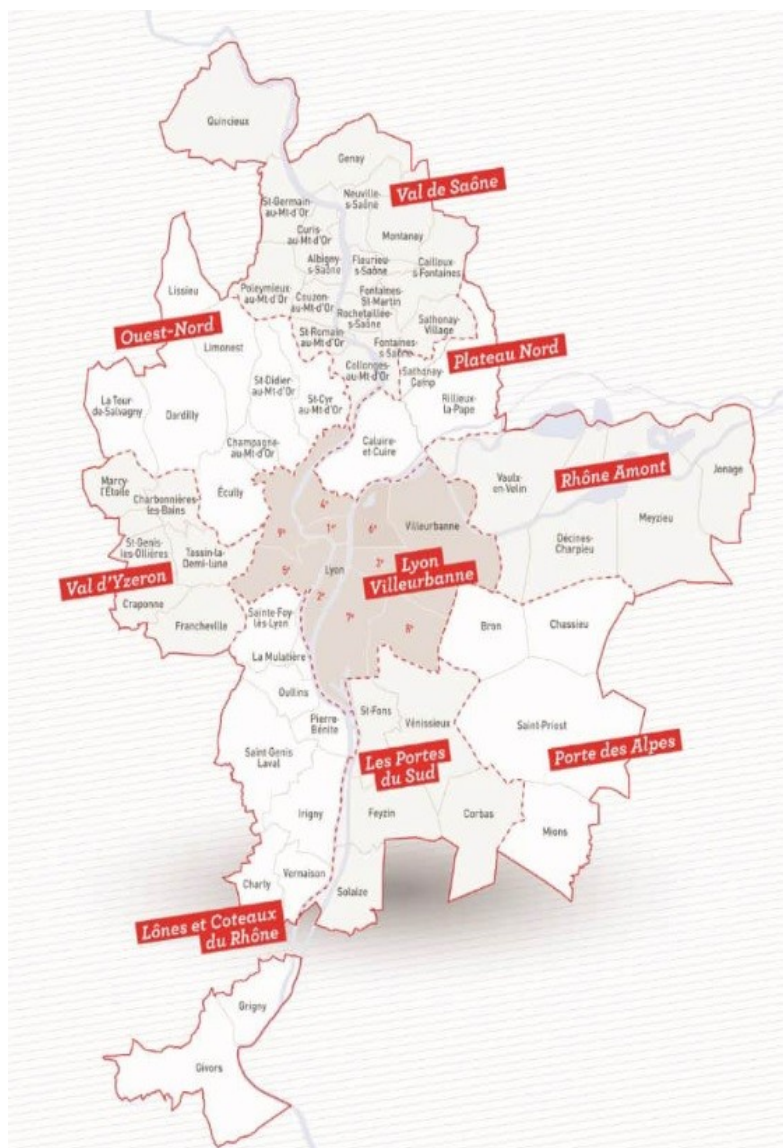 Quincieux
Genay
Val de Saône
Neuville-
s-Saône
St-Germain-
au-Mt-d'Or
Curis-
au-Mt-d'Or
Montanay
Albigny-
s-Saône
Fleurieu-
s-Saône
Cailloux-
s-Fontaines
Lissieu
Poleymieux-
au-Mt-d'Or
Couzon-
au-Mt-d'Or
Fontaines-
St-Martin
Rochetaillée-
s-Saône
Sathonay-
Village
Ouest-Nord
Limonest
St-Romain-
au-Mt-d'Or
Fontaines-
s-Saône
Plateau Nord
Collonges-
au-Mt-d'Or
Sathonay-
Camp
Rillieux-
la-Pape
La Tour-
de-Salvagny
Dardilly
St-Didier-
au-Mt-d'Or
St-Cyr-
au-Mt-d'Or
Champagne-
au-Mt-d'Or
Caluire-
et-Cuire
Marcy-
l'Étoile
Charbonnières-
les-Bains
Écully
Vaulx-
en-Velin
Rhône Amont
Jonage
Meyzieu
Décines-
Charpieu
4e
9e
1er
6e
Villeurbanne
St-Genis-
les-Ollières
Tassin-la-
Demi-lune
Val d'Yzeron
5e
Lyon
2e
Lyon
Villeurbanne
Craponne
Francheville
Sainte-Foy-
lès-Lyon
2e
7e
8e
Bron
Chassieu
La Mulatière
Oullins
Pierre-
Bénite
St-Fons
Vénissieux
Saint-Priest
Saint Genis
Laval
Les Portes
du Sud
Porte des Alpes
Irigny
Feyzin
Corbas
Mions
Charly
Vernaison
Solaize
Lônes et Coteaux
du Rhône
Grigny
Givors